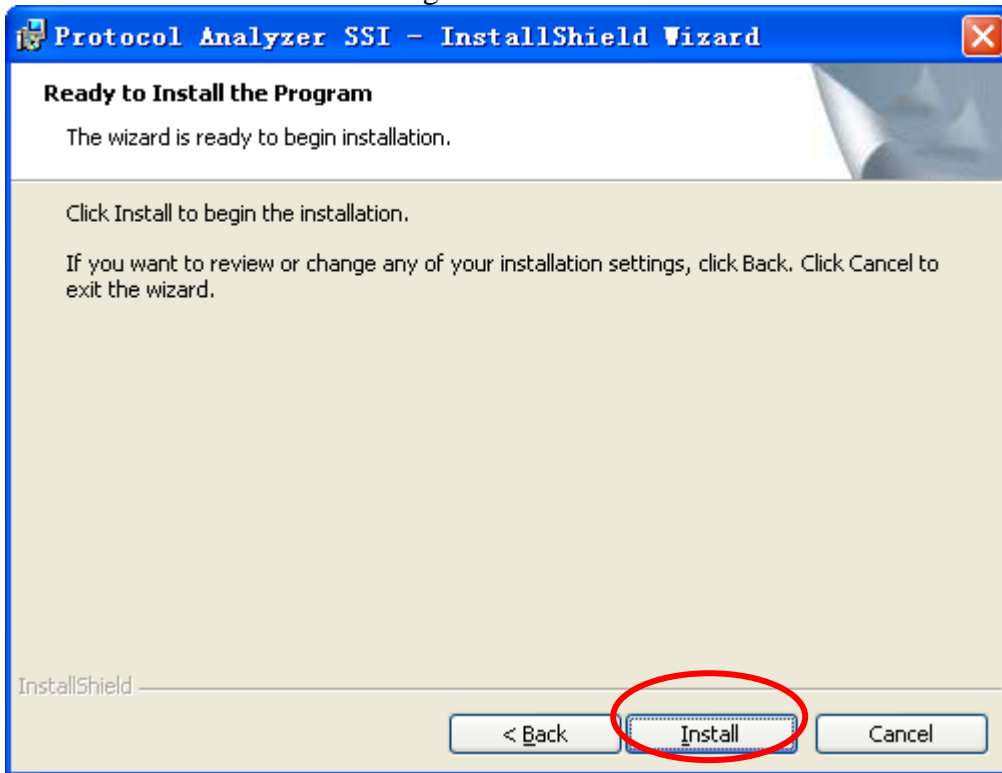 Protocol Analyzer SSI - InstallShield Wizard
Ready to Install the Program
The wizard is ready to begin installation.
Click Install to begin the installation.
If you want to review or change any of your installation settings, click Back. Click Cancel to
exit the wizard.
InstallShield
< Back Install Cancel